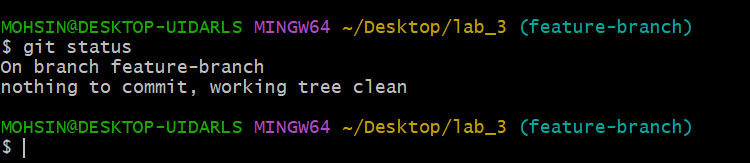 MOHSIN@DESKTOP-UIDARLS MINGW64 ~/Desktop/lab_3 (feature-branch)
$ git status
On branch feature-branch
nothing to commit, working tree clean
MOHSIN@DESKTOP-UIDARLS MINGW64 ~/Desktop/lab_3 (feature-branch)
$